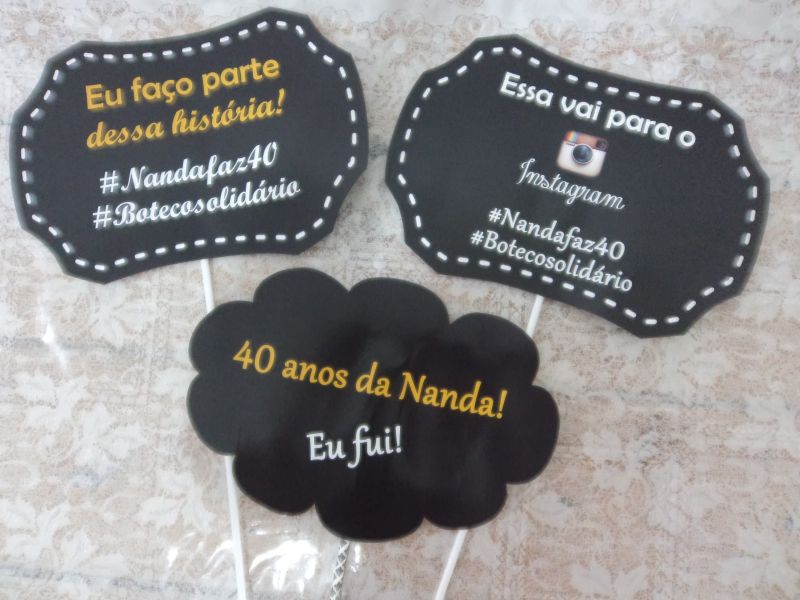 Eu faço parte
dessa história!
#Nandafaz40
#Botecosolidário
Essa vai para o
Instagram
#Nandafaz40
#Botecosolidário
40 anos da Nanda!
Eu fui!